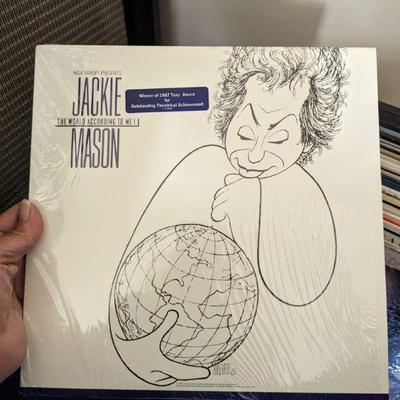 NICK VANOFF PRESENTS
JACKIE
THE WORLD ACCORDING TO ME!
MASON
Winner of 1987 Tony Award
for
Outstanding Theatrical Achievement